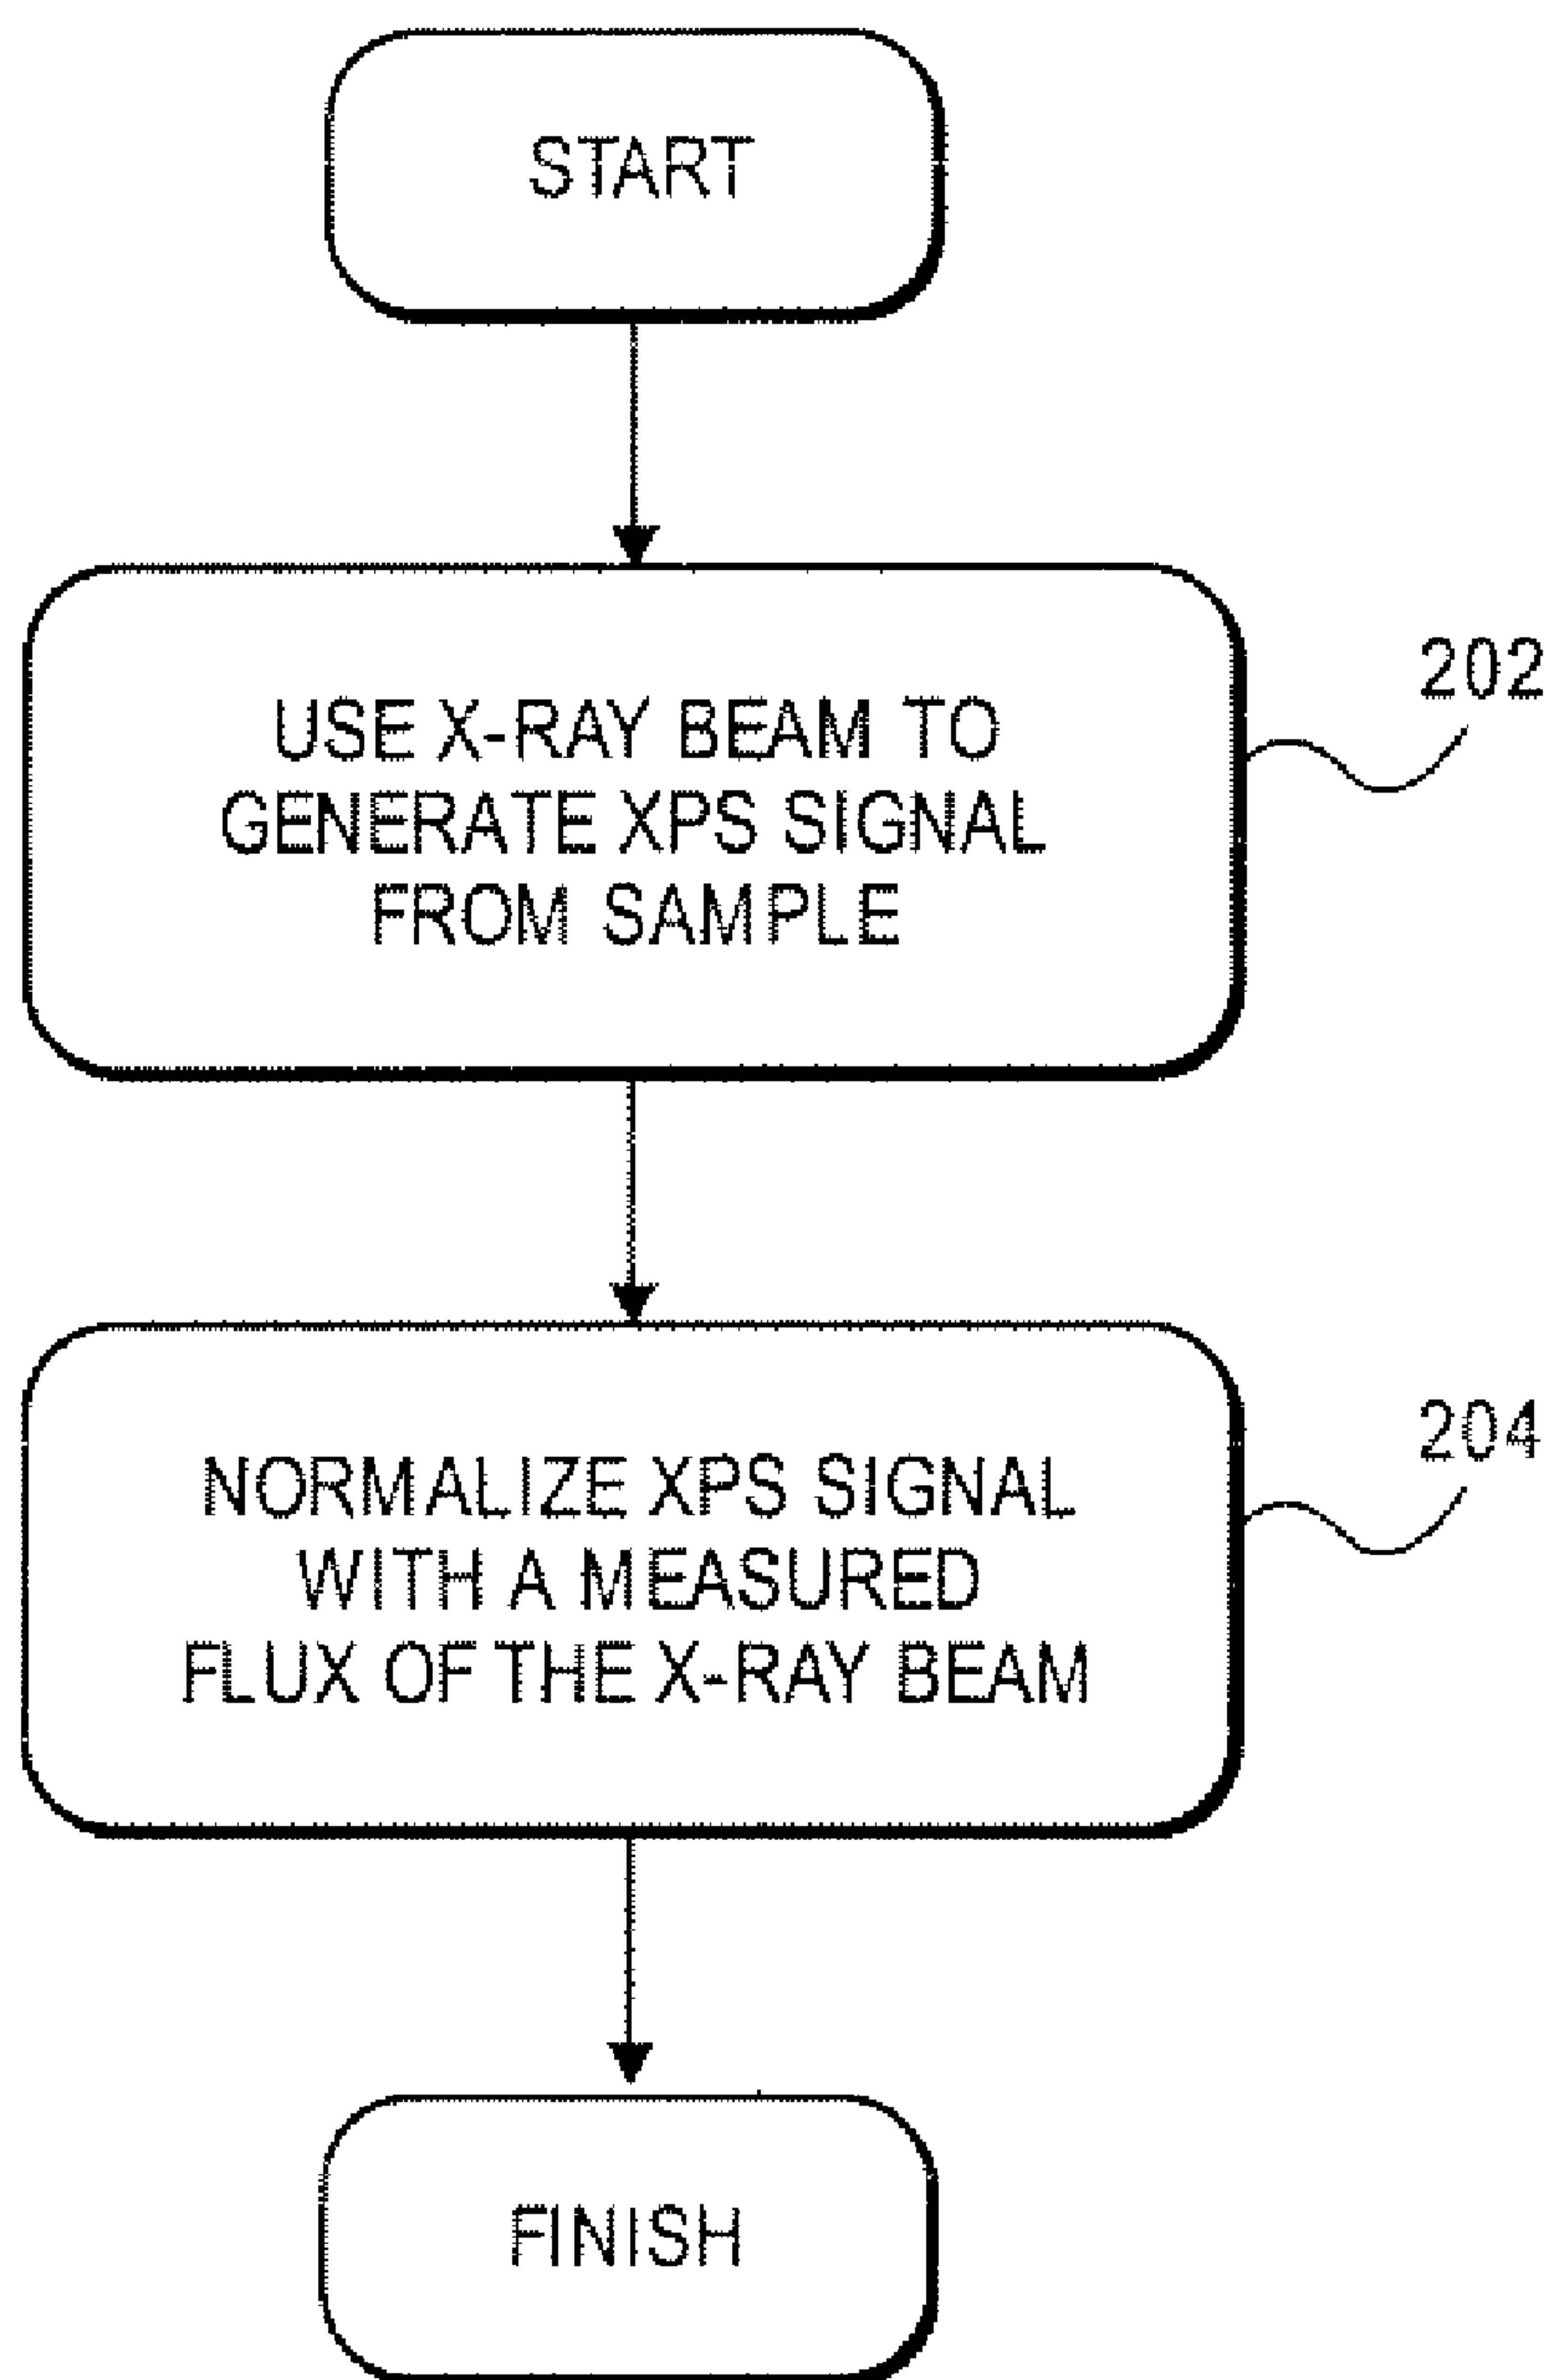 START
USE X-RAY BEAM TO
GENERATE XPS SIGNAL
FROM SAMPLE
202
NORMALIZE XPS SIGNAL
WITH A MEASURED
FLUX OF THE X-RAY BEAM
204
FINISH